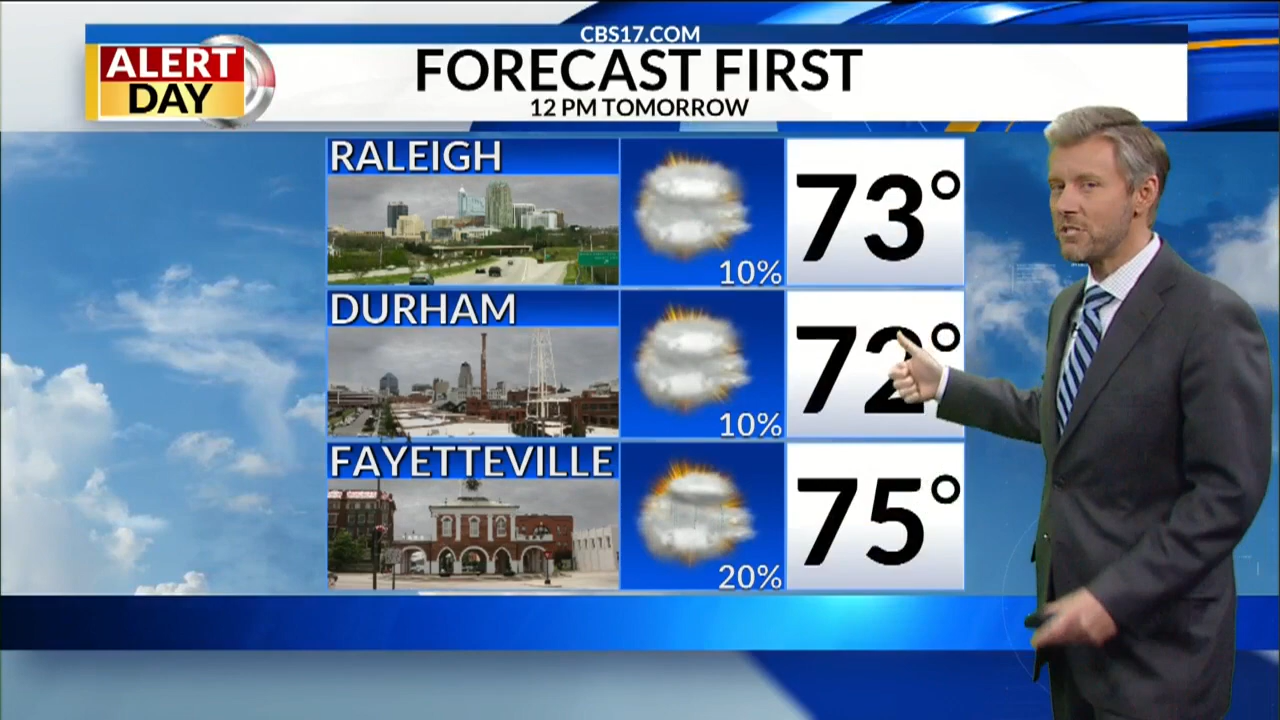 CBS17.COM
ALERT
DAY
FORECAST FIRST
12 PM TOMORROW
RALEIGH
10%
73°
DURHAM
10%
72°
FAYETTEVILLE
20%
75°